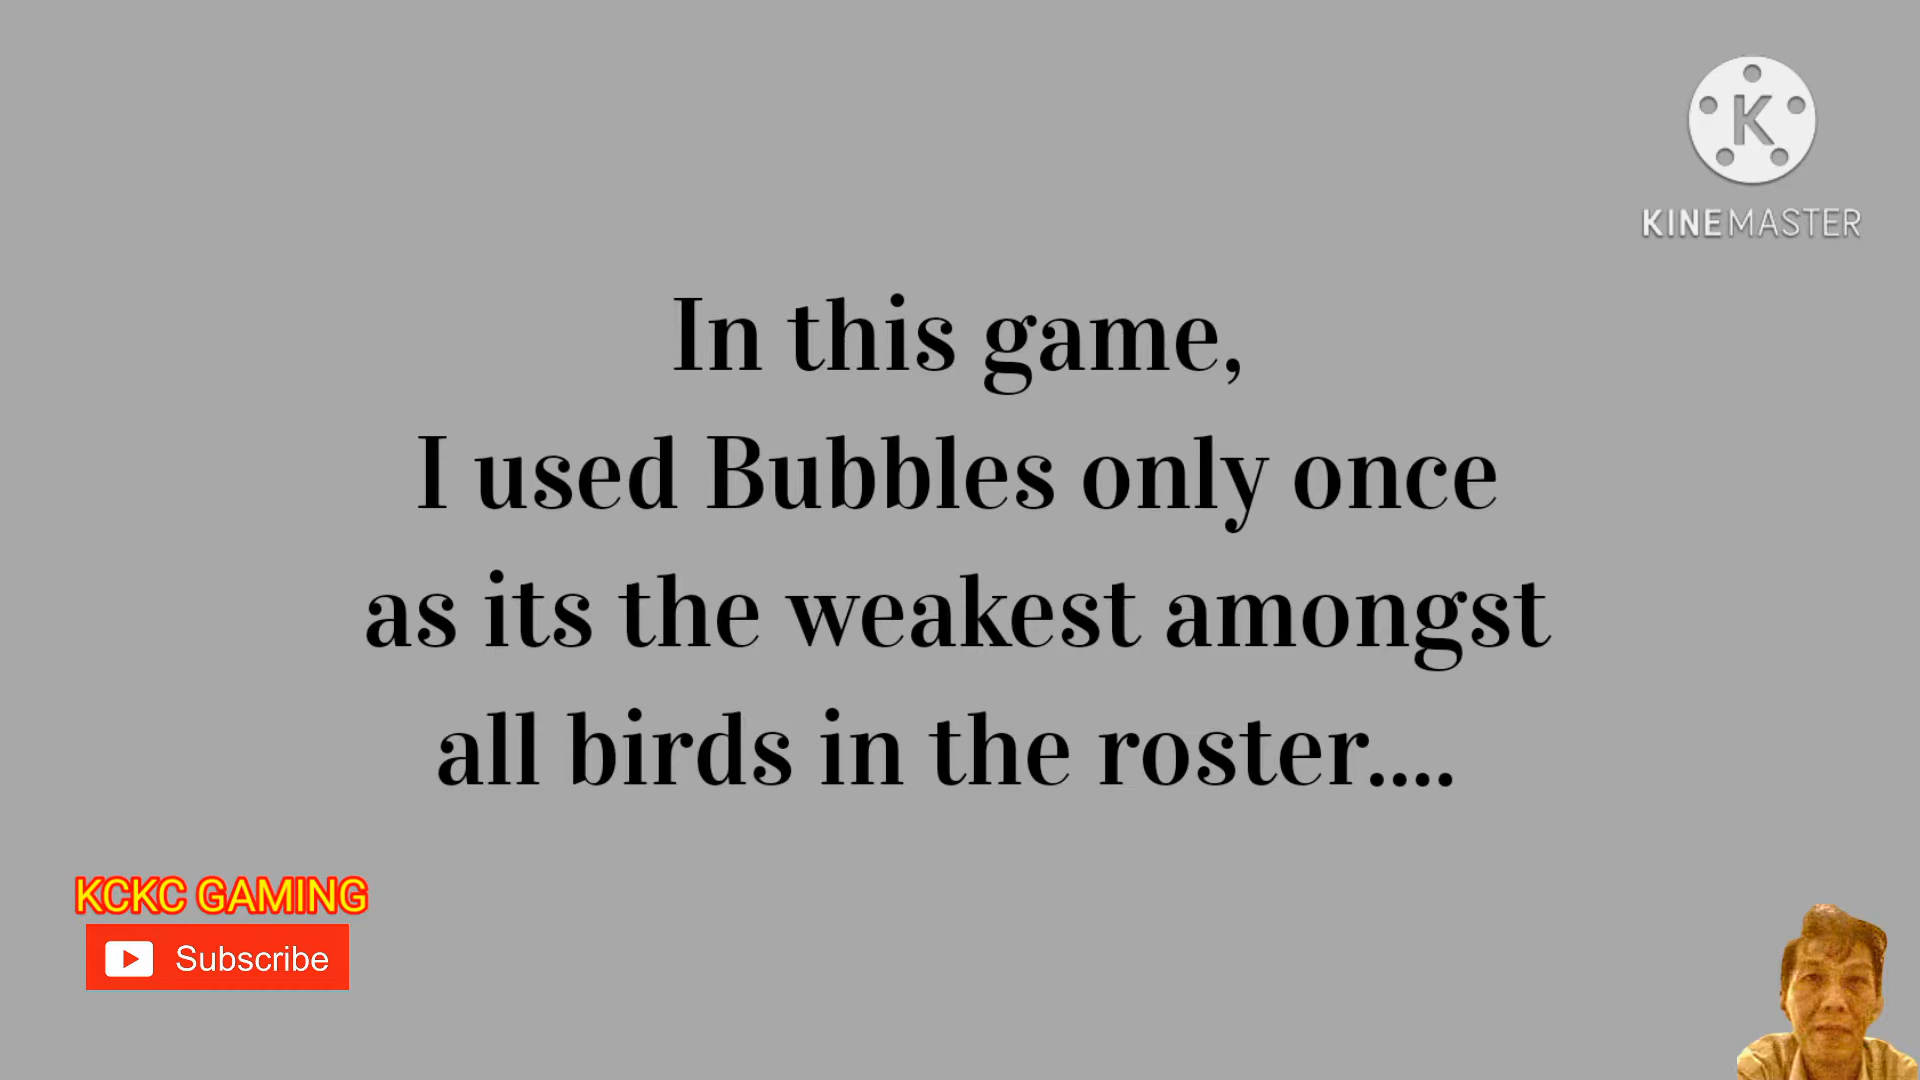 K
KINEMASTER
In this game,
I used Bubbles only once
as its the weakest amongst
all birds in the roster....
KCKC GAMING
Subscribe